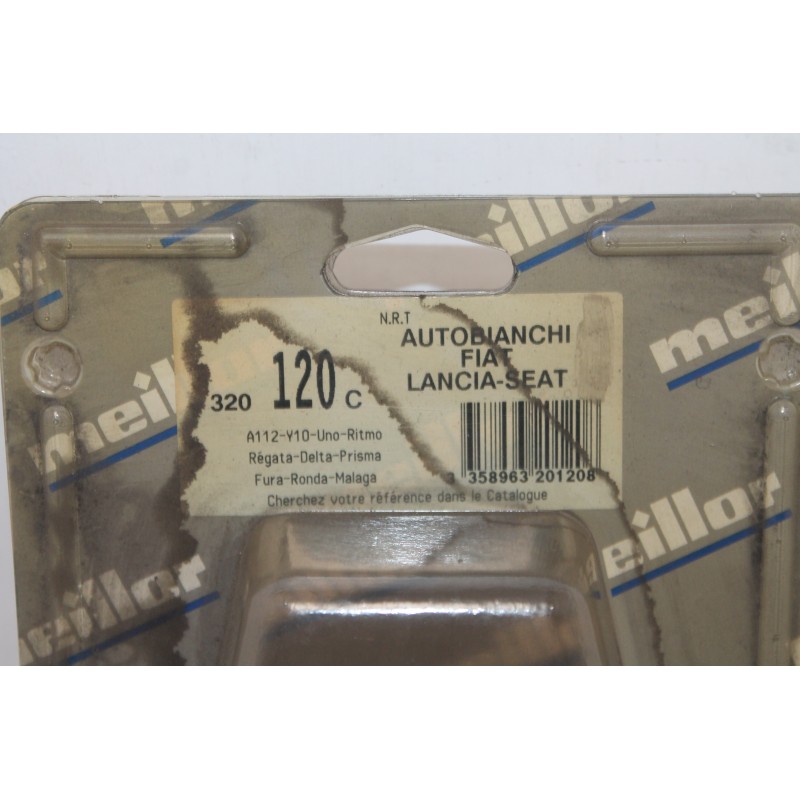 meillor
meillor
N.R.T
AUTOBIANCHI
FIAT
LANCIA-SEAT
320 120 C
A112-Y10-Uno-Ritmo
Régata-Delta-Prisma
Fura-Ronda-Malaga
3 358963 201208
Cherchez votre référence dans le Catalogue
meillor
meillor
meillor